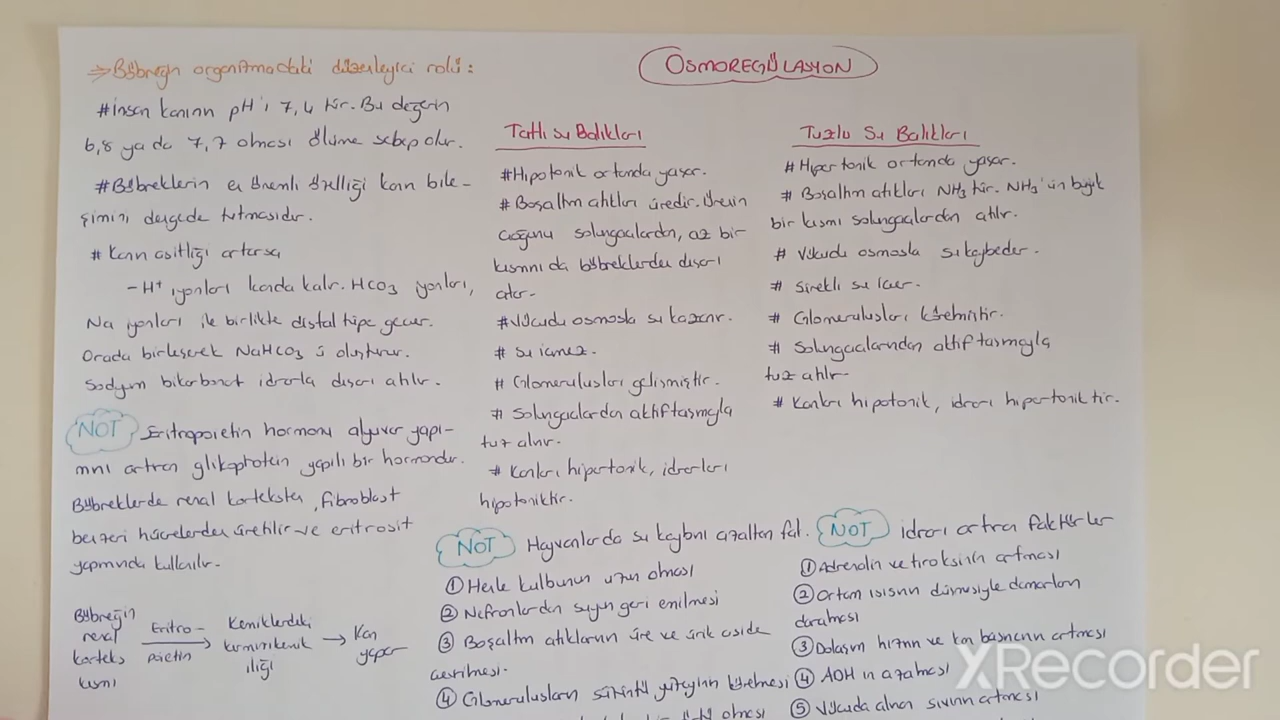 ⇒ Böbreğin organizmadaki düzenleyici rolü:
#insan kanının pH'ı 7,4 tür. Bu değerin
6,8 ya da 7,7 olması ölüme sebep olur.
#Böbreklerin en önemli özelliği kan bile-
şimini dengede tutmasıdır.
# Kanın asitliği artarsa
- H+ iyonları kanda kalır. HCO3 iyonları,
Na iyonları ile birlikte distal tüpe geçer.
Orada birleşerek NaHCO3 ü oluşturur.
Sodyum bikarbonat idrarla dışarı atılır.
NOT Eritropoietin hormonu alyuvar yapı-
mını artıran glikoprotein yapılı bir hormondur.
Böbreklerde renal kortekste, fibroblast
benzeri hücrelerden üretilir ve eritrosit
yapımında kullanılır.
Böbreğin
renal
korteks
kısmı
Eritro-
poietin
Kemiklerdeki
kırmızı kemik
iliği
Kan
yapar
OSMOREGÜLASYON
Tatlı Su Balıkları
#Hipotonik ortamda yaşar.
#Boşaltım atıkları üredir. Ürenin
çoğunu solungaçlardan, az bir
kısmını da böbreklerden dışarı
atar.
#Vücudu osmosla su kazanır.
# Su içmez.
# Glomerulusları gelişmiştir.
# Solungaçlardan aktif taşımayla
tuz alır.
# Kanları hipertonik, idrarları
hipotoniktir.
Tuzlu Su Balıkları
# Hipertonik ortamda yaşar.
# Boşaltım atıkları NH3 tür. NH3'ün büyük
bir kısmı solungaçlardan atılır.
# Vücudu osmosla su kaybeder.
# Sürekli su içer.
# Glomerulusları körelmiştir.
# Solungaçlarından aktif taşımayla
tuz atılır.
# Kanları hipotonik, idrarı hipertoniktir.
NOT Hayvanlarda su kaybını azaltan fak.
① Henle kulbunun uzun olması
② Nefronlardan suyun geri emilmesi
③ Boşaltım atıklarının üre ve ürik aside
çevrilmesi.
④ Glomerulusların süzüntü yüzeyinin körelmesi
olması
NOT idrarı artıran faktörler
① Adrenalin ve tiroksinin artması
② Ortam ısısının düşmesiyle damarların
daralması
③ Dolaşım hızının ve kan basıncının artması
④ ADH ın azalması
⑤ Vücuda alınan sıvının artması
XRecorder